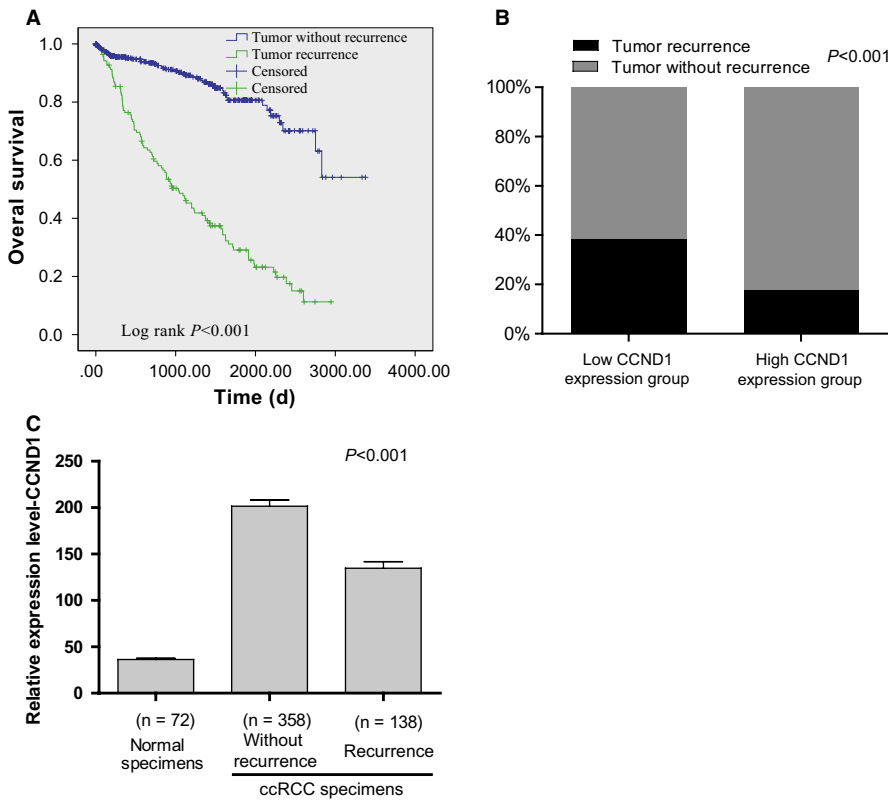 A
Overal survival
1.0
0.8
0.6
0.4
0.2
0.0
Tumor without recurrence
Tumor recurrence
Censored
Censored
Log rank P<0.001
.00 1000.00 2000.00 3000.00 4000.00
Time (d)
B
Tumor recurrence
Tumor without recurrence
P<0.001
100%
80%
60%
40%
20%
0%
Low CCND1
expression group
High CCND1
expression group
C
Relative expression level-CCND1
P<0.001
250
200
150
100
50
0
(n = 72)
Normal
specimens
(n = 358)
Without
recurrence
(n = 138)
Recurrence
ccRCC specimens